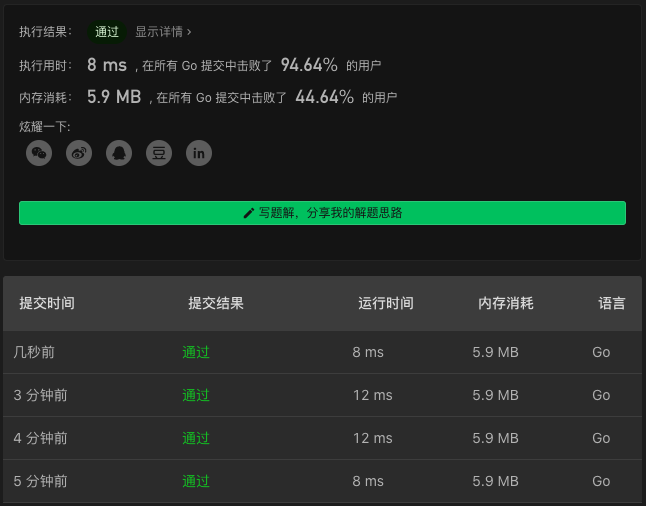 执行结果： 通过 显示详情 ›
执行用时： 8 ms , 在所有 Go 提交中击败了 94.64% 的用户
内存消耗： 5.9 MB , 在所有 Go 提交中击败了 44.64% 的用户
炫耀一下:
豆 in
写题解，分享我的解题思路
提交时间 提交结果 运行时间 内存消耗 语言
几秒前 通过 8 ms 5.9 MB Go
3 分钟前 通过 12 ms 5.9 MB Go
4 分钟前 通过 12 ms 5.9 MB Go
5 分钟前 通过 8 ms 5.9 MB Go